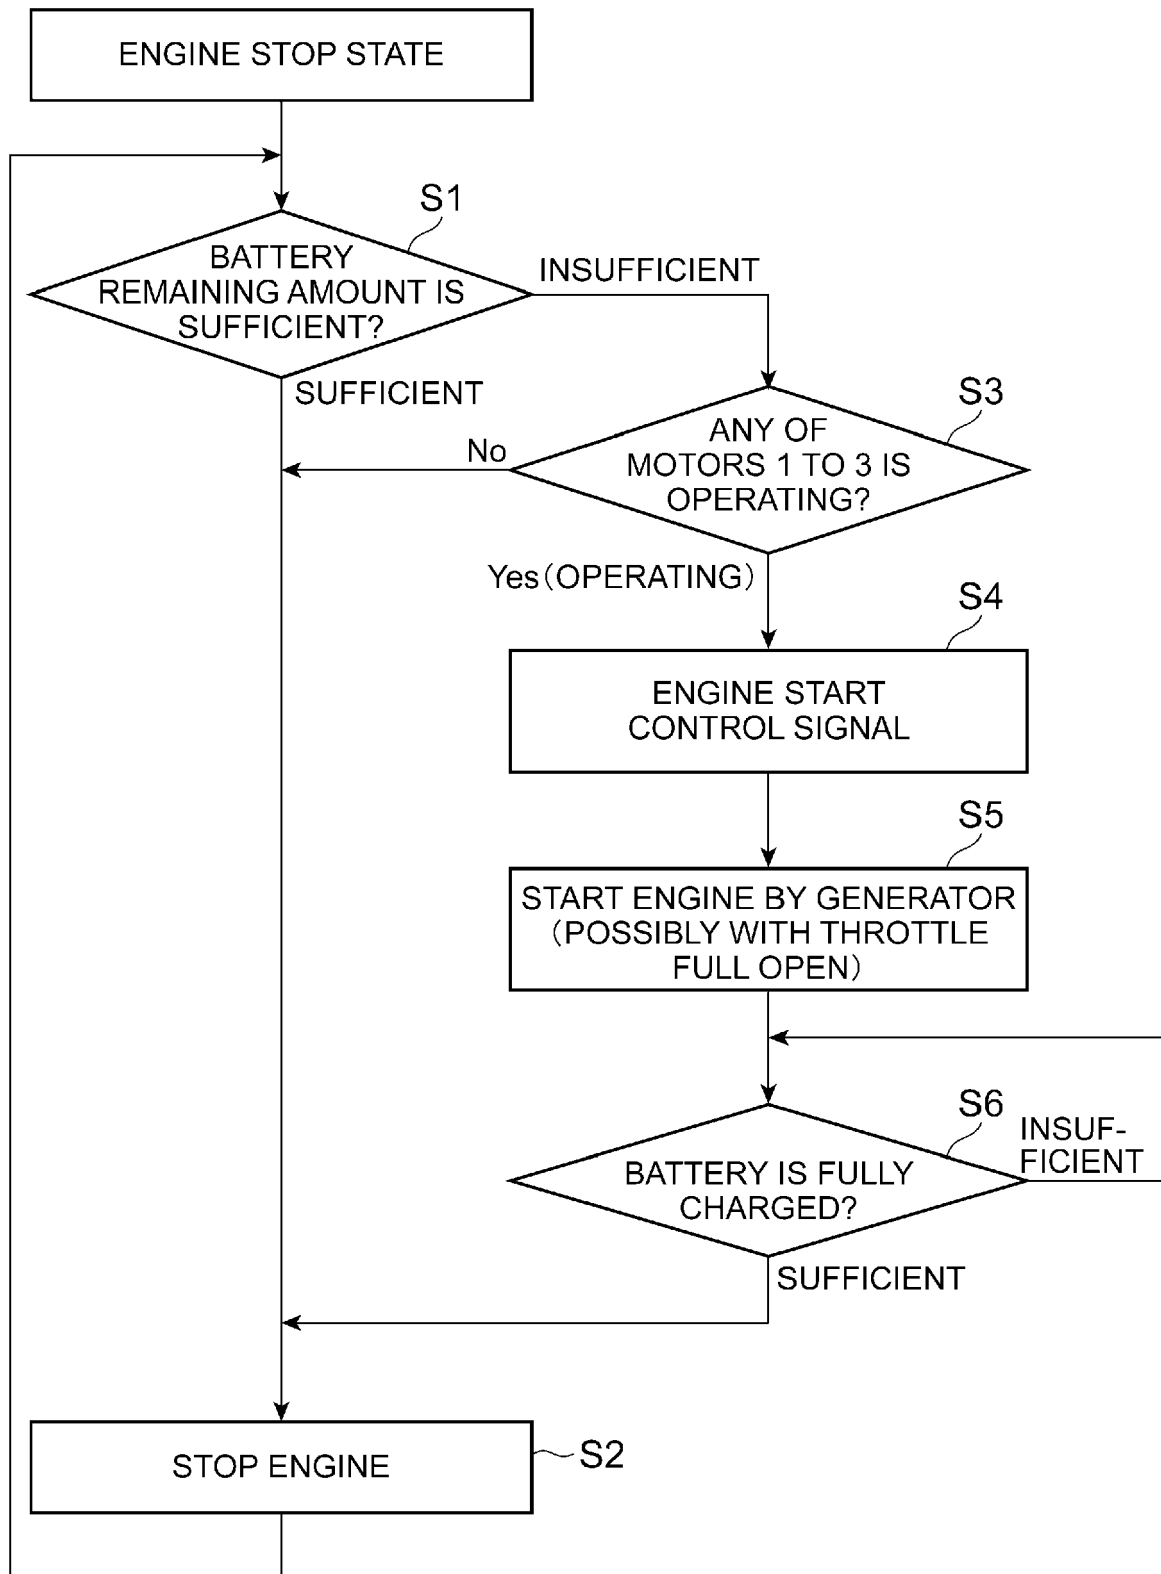 ENGINE STOP STATE
S1
BATTERY
REMAINING AMOUNT IS
SUFFICIENT?
INSUFFICIENT
SUFFICIENT
S3
ANY OF
MOTORS 1 TO 3 IS
OPERATING?
No
Yes(OPERATING)
S4
ENGINE START
CONTROL SIGNAL
S5
START ENGINE BY GENERATOR
(POSSIBLY WITH THROTTLE
FULL OPEN)
S6
BATTERY IS FULLY
CHARGED?
INSUF-
FICIENT
SUFFICIENT
STOP ENGINE
S2